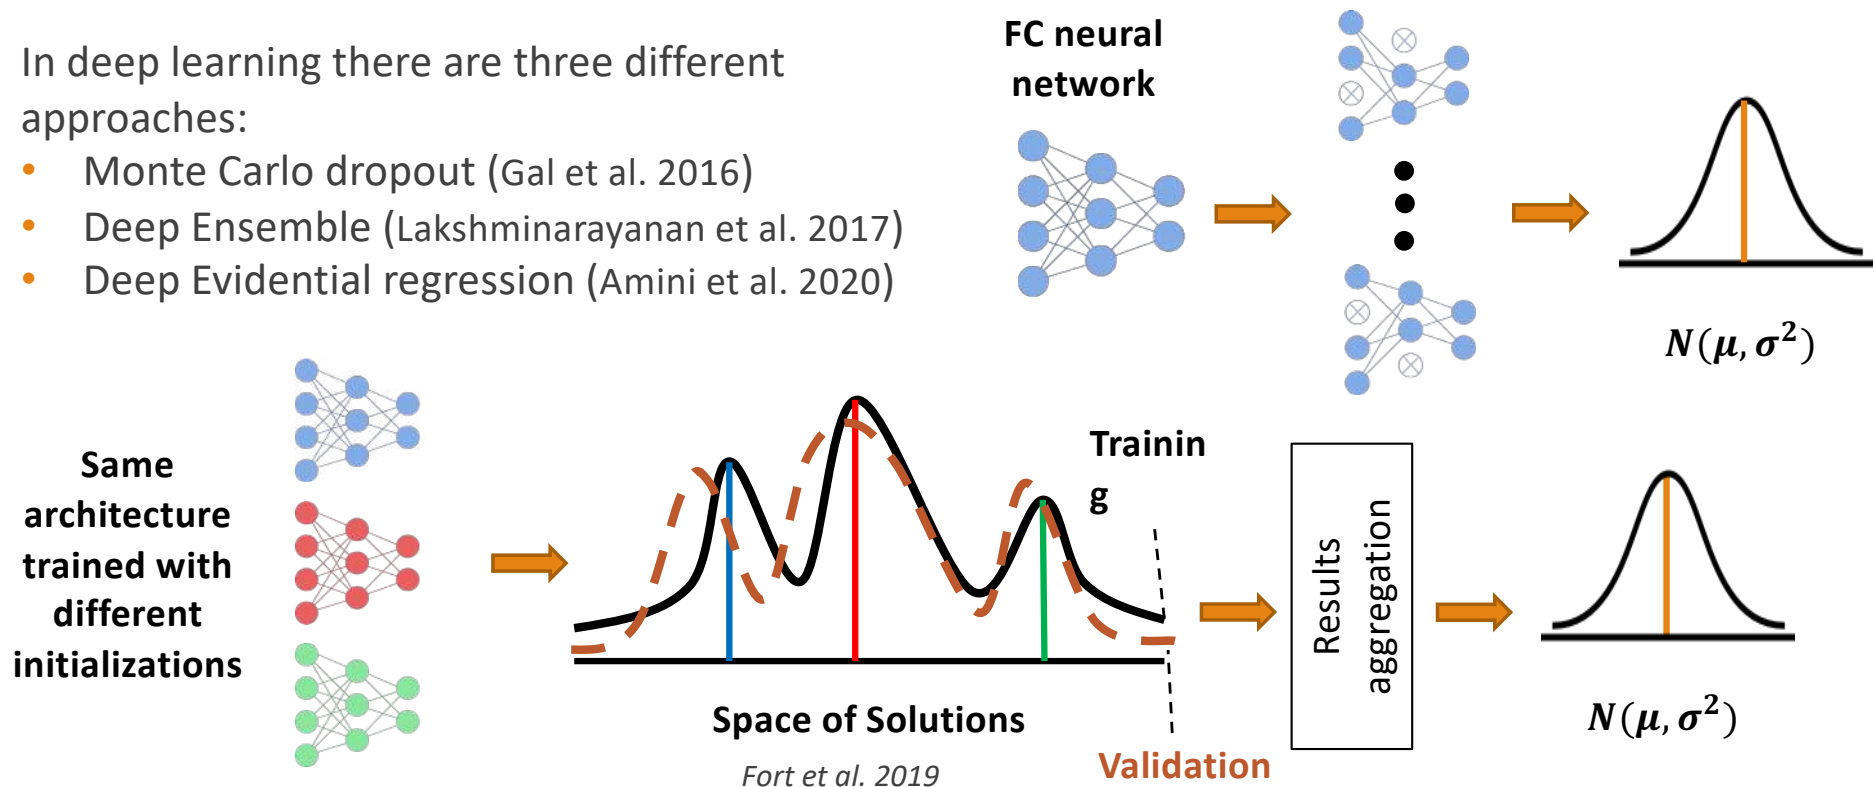 In deep learning there are three different
approaches:
• Monte Carlo dropout (Gal et al. 2016)
• Deep Ensemble (Lakshminarayanan et al. 2017)
• Deep Evidential regression (Amini et al. 2020)
FC neural
network
N(μ, σ²)
Same
architecture
trained with
different
initializations
Trainin
g
Space of Solutions
Fort et al. 2019
Validation
Results
aggregation
N(μ, σ²)